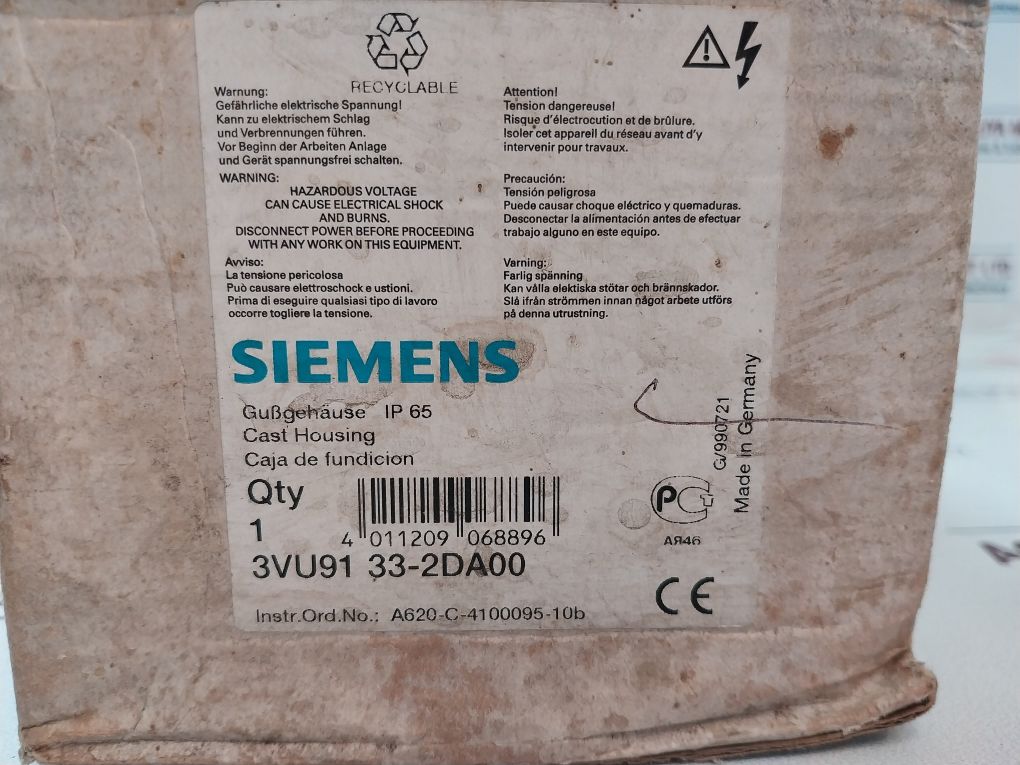 RECYCLABLE
Warnung:
Gefährliche elektrische Spannung!
Kann zu elektrischem Schlag
und Verbrennungen führen.
Vor Beginn der Arbeiten Anlage
und Gerät spannungsfrei schalten.
WARNING:
HAZARDOUS VOLTAGE
CAN CAUSE ELECTRICAL SHOCK
AND BURNS.
DISCONNECT POWER BEFORE PROCEEDING
WITH ANY WORK ON THIS EQUIPMENT.
Avviso:
La tensione pericolosa
Può causare elettroschock e ustioni.
Prima di eseguire qualsiasi tipo di lavoro
occorre togliere la tensione.
Attention!
Tension dangereuse!
Risque d'électrocution et de brûlure.
Isoler cet appareil du réseau avant d'y
intervenir pour travaux.
Precaución:
Tensión peligrosa
Puede causar choque eléctrico y quemaduras.
Desconectar la alimentación antes de efectuar
trabajo alguno en este equipo.
Varning:
Farlig spänning
Kan vålla elektiska stötar och brännskador.
Slå ifrån strömmen innan något arbete utförs
på denna utrustning.
SIEMENS
Gußgehäuse IP 65
Cast Housing
Caja de fundicion
Qty
1
4 011209 068896
3VU91 33-2DA00
Instr.Ord.No.: A620-C-4100095-10b
G/990721
Made in Germany
РСТ
АЯ46
CE